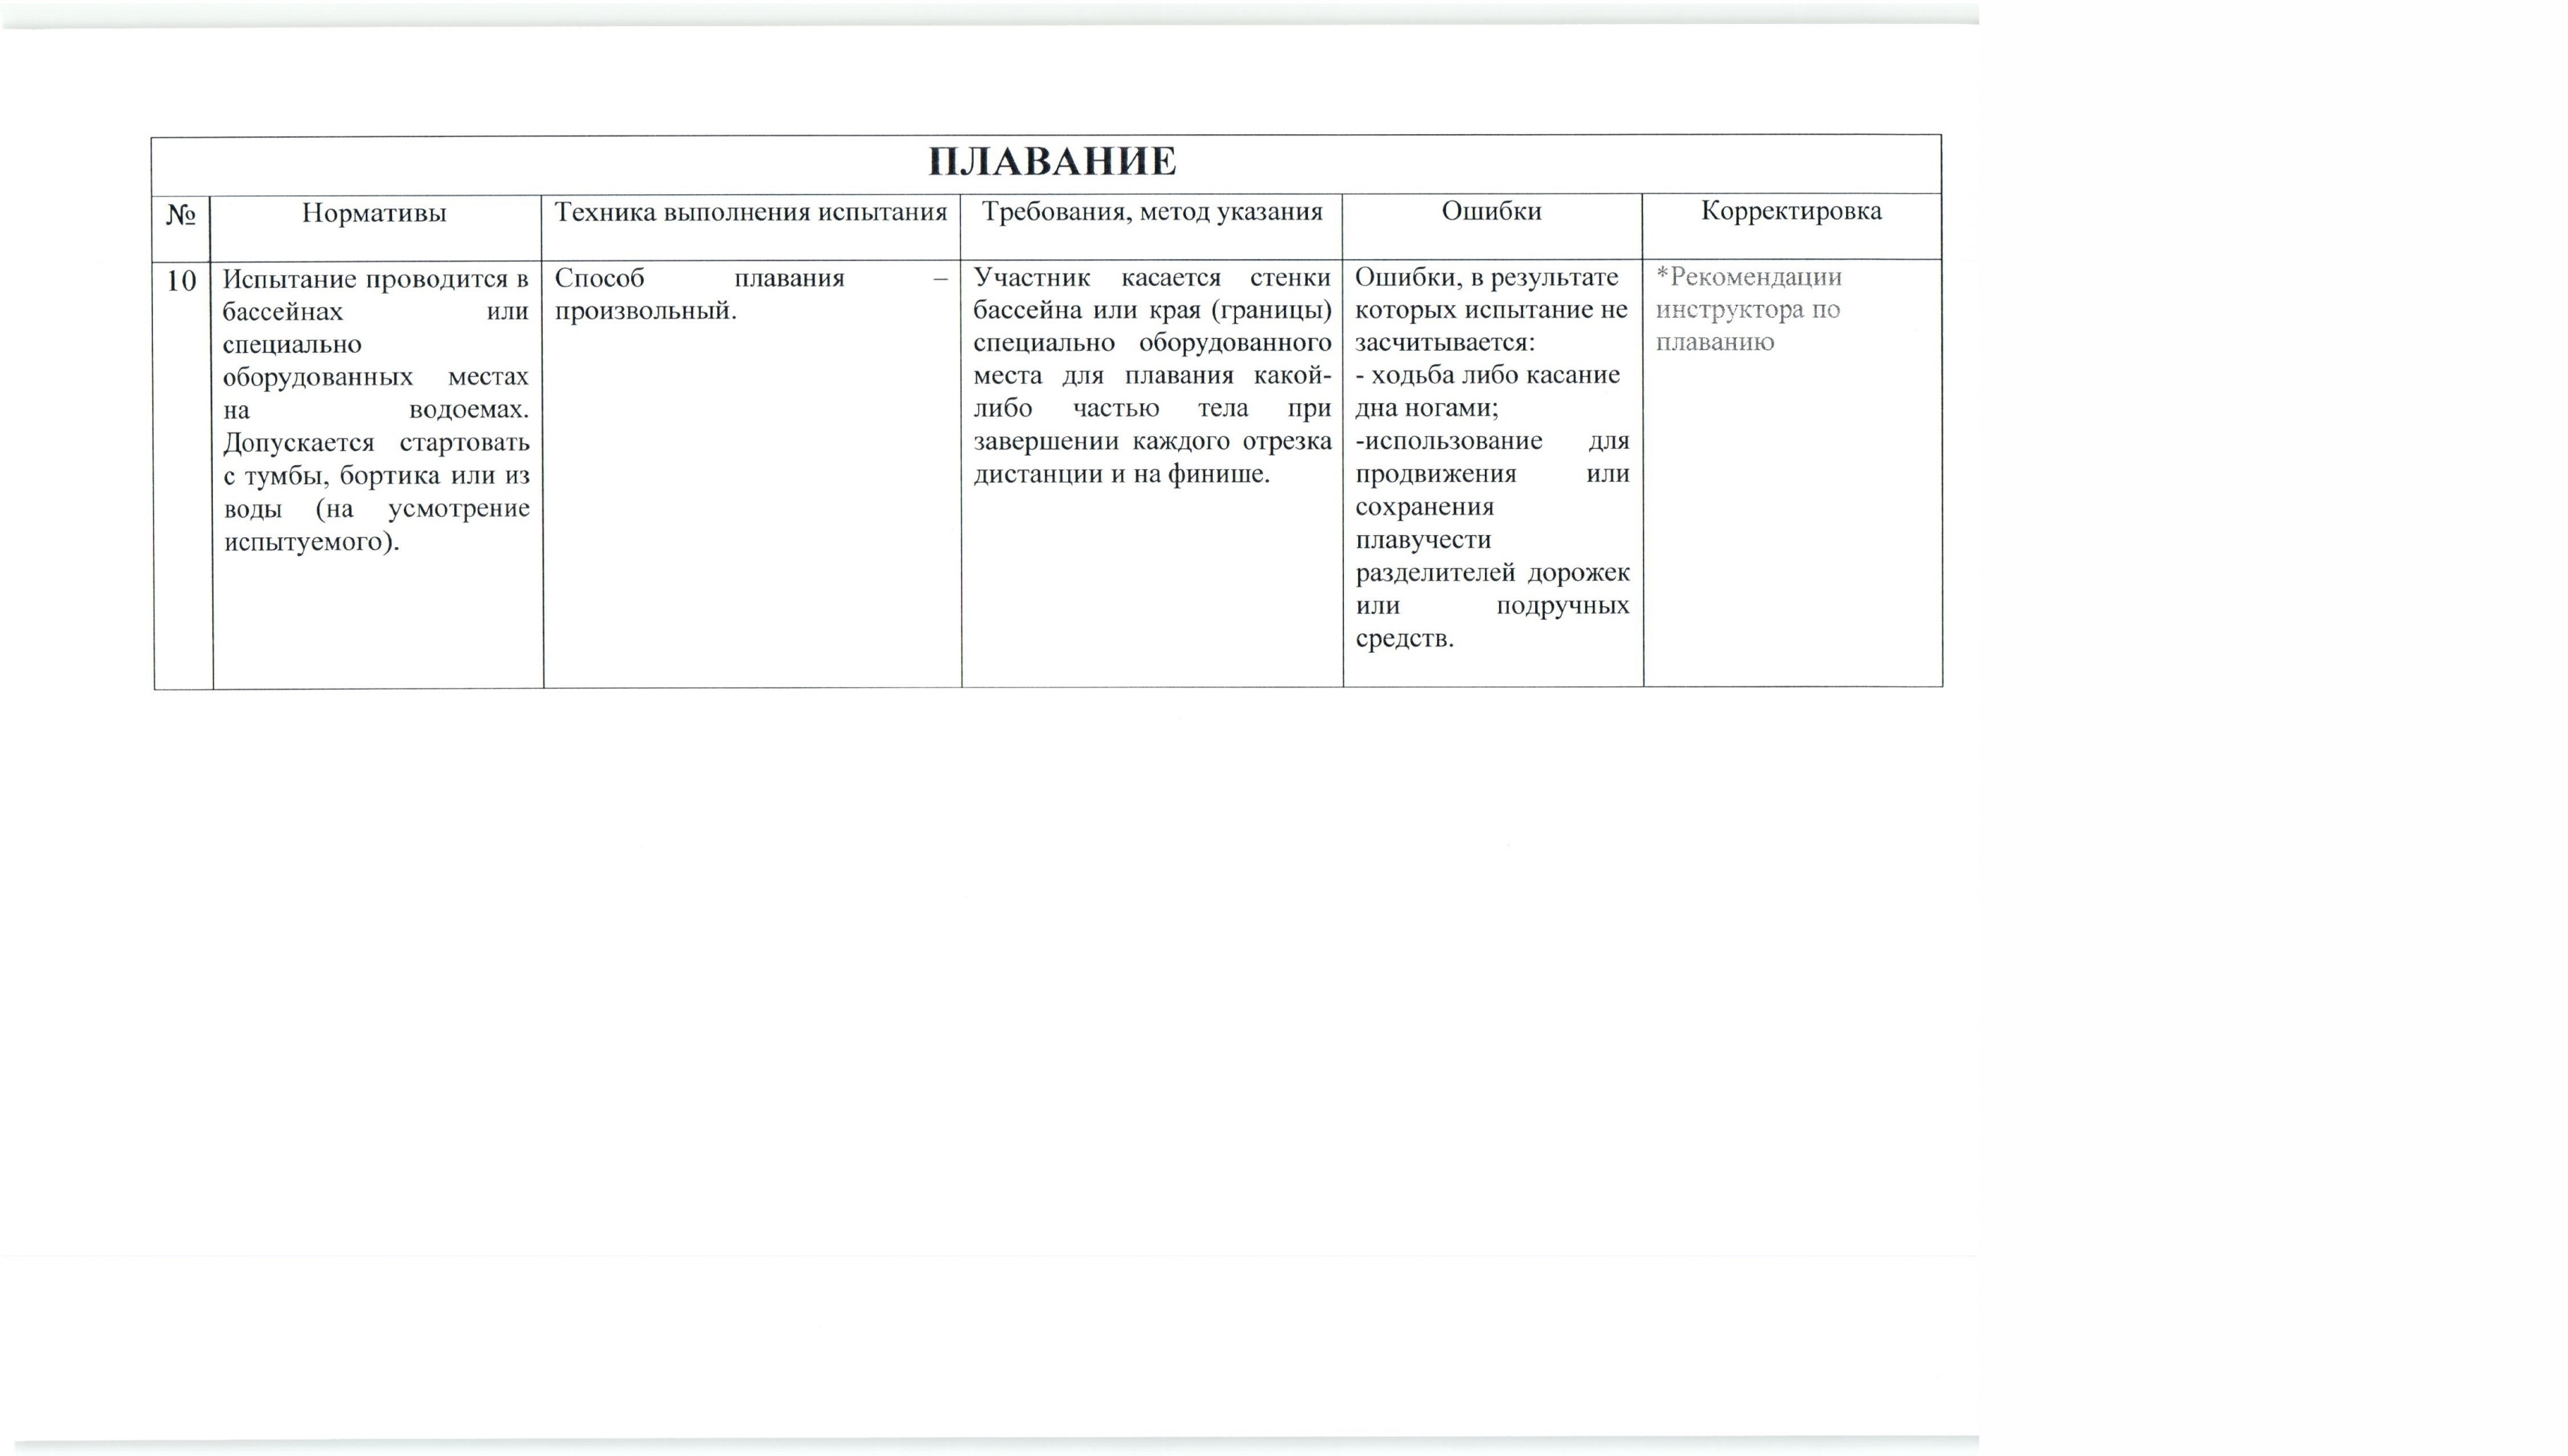 ПЛАВАНИЕ
№
Нормативы
Техника выполнения испытания
Требования, метод указания
Ошибки
Корректировка
10
Испытание проводится в
бассейнах или
специально
оборудованных местах
на водоемах.
Допускается стартовать
с тумбы, бортика или из
воды (на усмотрение
испытуемого).
Способ плавания –
произвольный.
Участник касается стенки
бассейна или края (границы)
специально оборудованного
места для плавания какой-
либо частью тела при
завершении каждого отрезка
дистанции и на финише.
Ошибки, в результате
которых испытание не
засчитывается:
- ходьба либо касание
дна ногами;
-использование для
продвижения или
сохранения
плавучести
разделителей дорожек
или подручных
средств.
*Рекомендации
инструктора по
плаванию